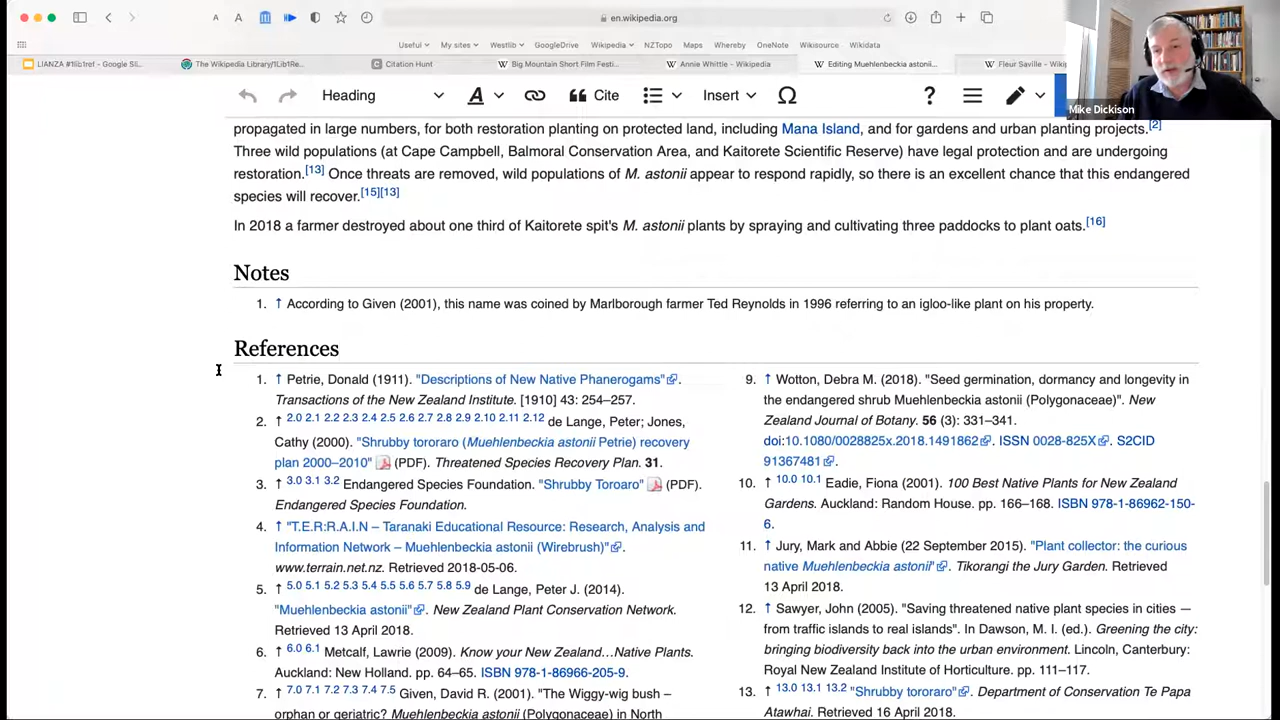 en.wikipedia.org
Useful My sites Westlib GoogleDrive Wikipedia NZTopo Maps Whereby OneNote Wikisource Wikidata
LIANZA #1lib1ref - Google Sli... The Wikipedia Library/1Lib1Re... Citation Hunt Big Mountain Short Film Festi... Annie Whittle - Wikipedia Editing Muehlenbeckia astonii... Fleur Saville - Wikip
Mike Dickison
Heading A Cite Insert Ω ?
propagated in large numbers, for both restoration planting on protected land, including Mana Island, and for gardens and urban planting projects.[2]
Three wild populations (at Cape Campbell, Balmoral Conservation Area, and Kaitorete Scientific Reserve) have legal protection and are undergoing
restoration.[13] Once threats are removed, wild populations of M. astonii appear to respond rapidly, so there is an excellent chance that this endangered
species will recover.[15][13]
In 2018 a farmer destroyed about one third of Kaitorete spit's M. astonii plants by spraying and cultivating three paddocks to plant oats.[16]
Notes
1. ↑ According to Given (2001), this name was coined by Marlborough farmer Ted Reynolds in 1996 referring to an igloo-like plant on his property.
References
1. ↑ Petrie, Donald (1911). "Descriptions of New Native Phanerogams".
Transactions of the New Zealand Institute. [1910] 43: 254–257.
2. ↑ 2.0 2.1 2.2 2.3 2.4 2.5 2.6 2.7 2.8 2.9 2.10 2.11 2.12 de Lange, Peter; Jones,
Cathy (2000). "Shrubby tororaro (Muehlenbeckia astonii Petrie) recovery
plan 2000–2010" (PDF). Threatened Species Recovery Plan. 31.
3. ↑ 3.0 3.1 3.2 Endangered Species Foundation. "Shrubby Toroaro" (PDF).
Endangered Species Foundation.
4. ↑ "T.E.R:R.A.I.N – Taranaki Educational Resource: Research, Analysis and
Information Network – Muehlenbeckia astonii (Wirebrush)".
www.terrain.net.nz. Retrieved 2018-05-06.
5. ↑ 5.0 5.1 5.2 5.3 5.4 5.5 5.6 5.7 5.8 5.9 de Lange, Peter J. (2014).
"Muehlenbeckia astonii". New Zealand Plant Conservation Network.
Retrieved 13 April 2018.
6. ↑ 6.0 6.1 Metcalf, Lawrie (2009). Know your New Zealand...Native Plants.
Auckland: New Holland. pp. 64–65. ISBN 978-1-86966-205-9.
7. ↑ 7.0 7.1 7.2 7.3 7.4 7.5 Given, David R. (2001). "The Wiggy-wig bush –
orphan or geriatric? Muehlenbeckia astonii (Polygonaceae) in North
9. ↑ Wotton, Debra M. (2018). "Seed germination, dormancy and longevity in
the endangered shrub Muehlenbeckia astonii (Polygonaceae)". New
Zealand Journal of Botany. 56 (3): 331–341.
doi:10.1080/0028825x.2018.1491862. ISSN 0028-825X. S2CID
91367481.
10. ↑ 10.0 10.1 Eadie, Fiona (2001). 100 Best Native Plants for New Zealand
Gardens. Auckland: Random House. pp. 166–168. ISBN 978-1-86962-150-
6.
11. ↑ Jury, Mark and Abbie (22 September 2015). "Plant collector: the curious
native Muehlenbeckia astonii". Tikorangi the Jury Garden. Retrieved
13 April 2018.
12. ↑ Sawyer, John (2005). "Saving threatened native plant species in cities —
from traffic islands to real islands". In Dawson, M. I. (ed.). Greening the city:
bringing biodiversity back into the urban environment. Lincoln, Canterbury:
Royal New Zealand Institute of Horticulture. pp. 111–117.
13. ↑ 13.0 13.1 13.2 "Shrubby tororaro". Department of Conservation Te Papa
Atawhai. Retrieved 16 April 2018.